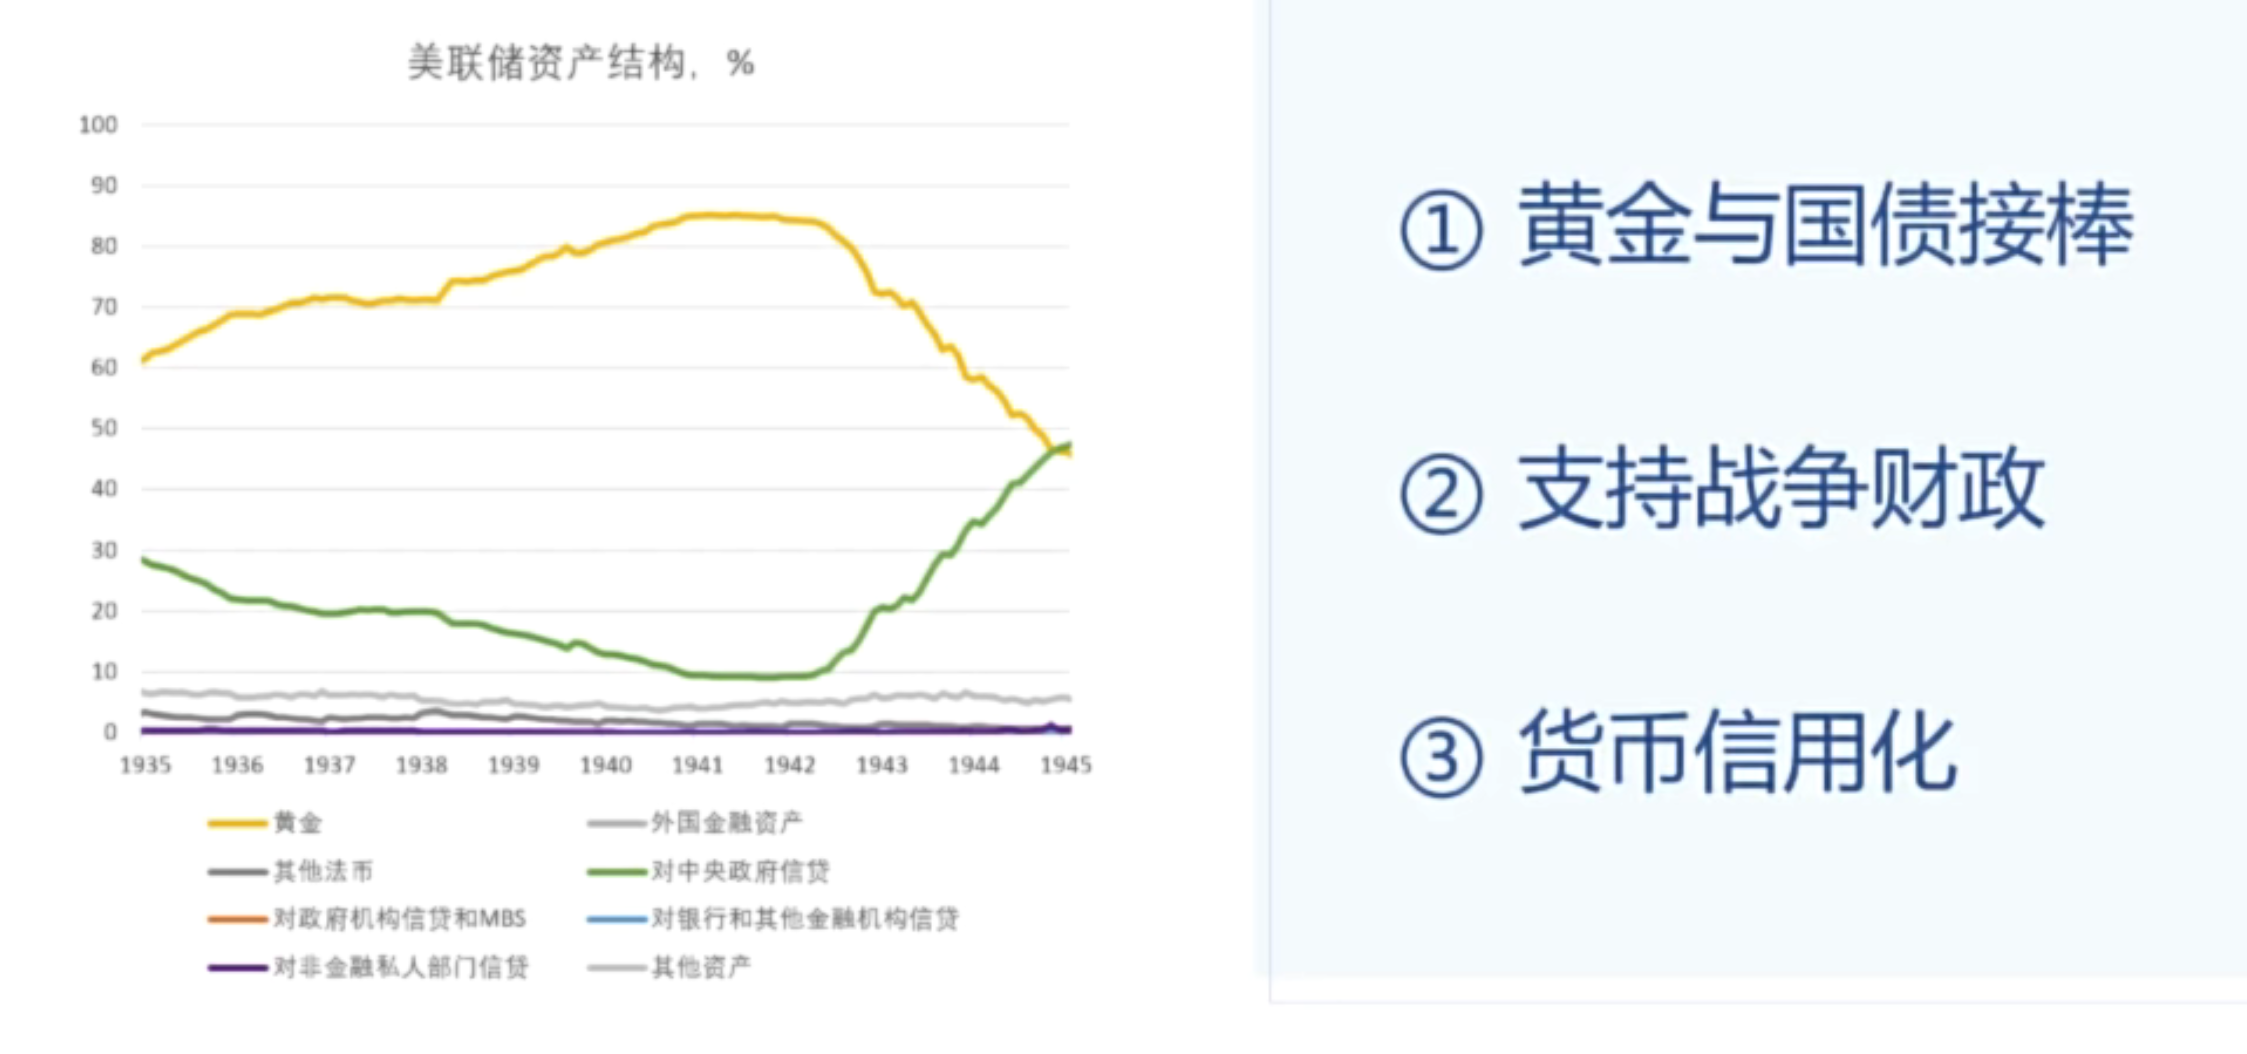 美联储资产结构，%
100
90
80
70
60
50
40
30
20
10
0
1935 1936 1937 1938 1939 1940 1941 1942 1943 1944 1945
黄金 外国金融资产
其他法币 对中央政府信贷
对政府机构信贷和MBS 对银行和其他金融机构信贷
对非金融私人部门信贷 其他资产
① 黄金与国债接棒
② 支持战争财政
③ 货币信用化